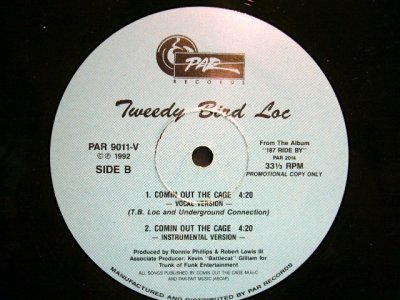 PAR
RECORDS
Tweedy Bird Loc
PAR 9011-V
℗ © 1992
SIDE B
From The Album
"187 RIDE BY"
PAR 2014
33⅓ RPM
PROMOTIONAL COPY ONLY
1. COMIN OUT THE CAGE 4:20
— VOCAL VERSION —
(T.B. Loc and Underground Connection)
2. COMIN OUT THE CAGE 4:20
— INSTRUMENTAL VERSION —
Produced by Ronnie Phillips & Robert Lewis III
Associate Producer: Kevin "Battlecat" Gilliam for
Trunk of Funk Entertainment
ALL SONGS PUBLISHED BY COMIN OUT THE CAGE MUSIC
AND PAR-FAIT MUSIC (ASCAP)
MANUFACTURED AND DISTRIBUTED BY PAR RECORDS